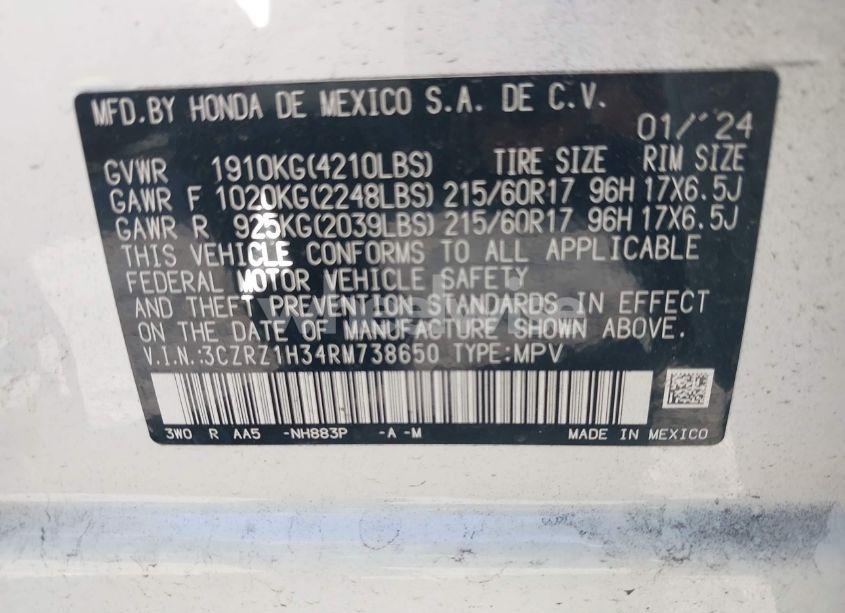 MFD.BY HONDA DE MEXICO S.A. DE C.V.
01/'24
GVWR 1910KG(4210LBS) TIRE SIZE RIM SIZE
GAWR F 1020KG(2248LBS) 215/60R17 96H 17X6.5J
GAWR R 925KG(2039LBS) 215/60R17 96H 17X6.5J
THIS VEHICLE CONFORMS TO ALL APPLICABLE
FEDERAL MOTOR VEHICLE SAFETY
AND THEFT PREVENTION STANDARDS IN EFFECT
ON THE DATE OF MANUFACTURE SHOWN ABOVE.
V.I.N.:3CZRZ1H34RM738650 TYPE:MPV
3W0 R AA5 -NH883P -A -M MADE IN MEXICO